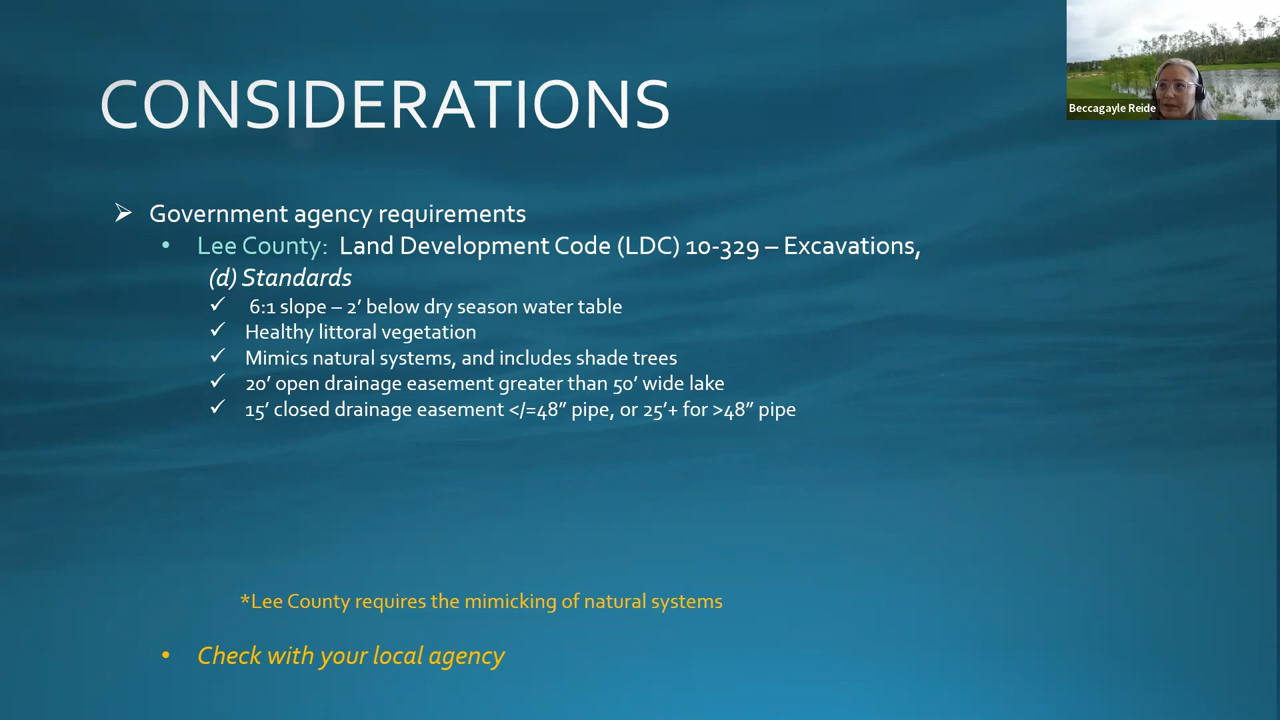 CONSIDERATIONS
Beccagayle Reide
Government agency requirements
Lee County: Land Development Code (LDC) 10-329 – Excavations,
(d) Standards
6:1 slope – 2’ below dry season water table
Healthy littoral vegetation
Mimics natural systems, and includes shade trees
20’ open drainage easement greater than 50’ wide lake
15’ closed drainage easement </=48” pipe, or 25’+ for >48” pipe
*Lee County requires the mimicking of natural systems
Check with your local agency